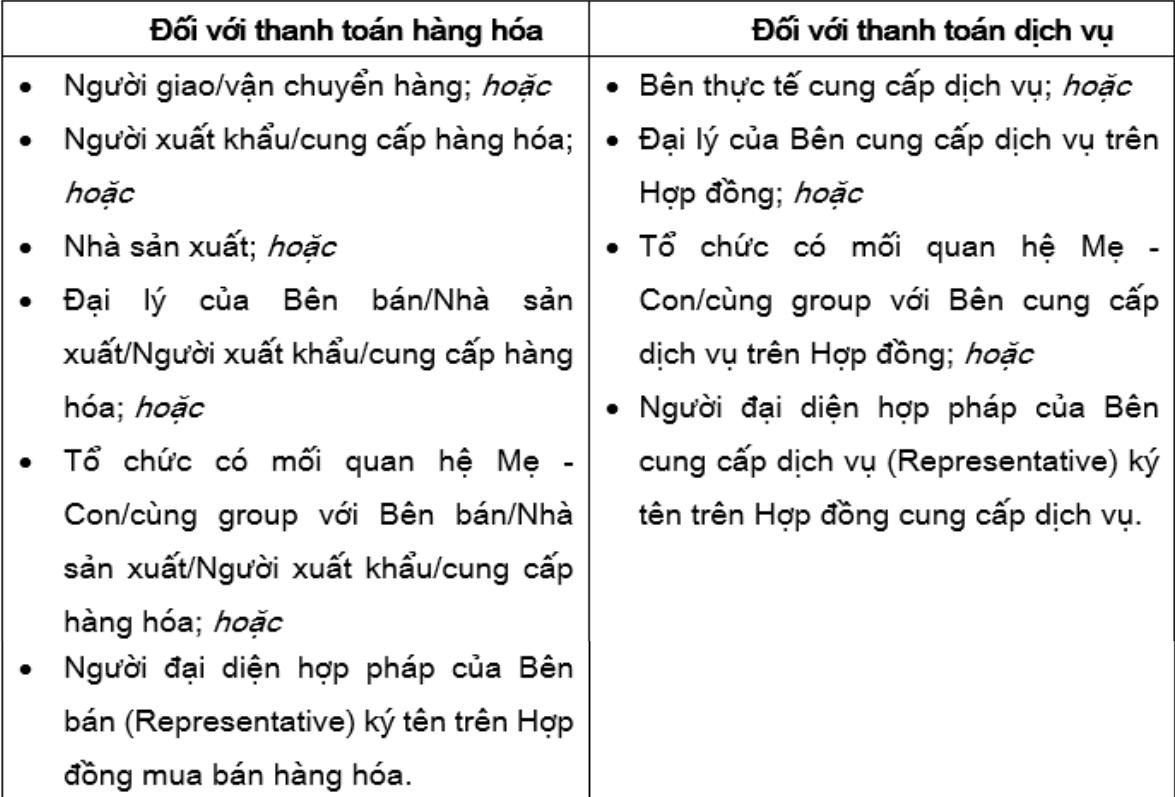 Đối với thanh toán hàng hóa
• Người giao/vận chuyển hàng; hoặc
• Người xuất khẩu/cung cấp hàng hóa;
hoặc
• Nhà sản xuất; hoặc
• Đại lý của Bên bán/Nhà sản
xuất/Người xuất khẩu/cung cấp hàng
hóa; hoặc
• Tổ chức có mối quan hệ Mẹ -
Con/cùng group với Bên bán/Nhà
sản xuất/Người xuất khẩu/cung cấp
hàng hóa; hoặc
• Người đại diện hợp pháp của Bên
bán (Representative) ký tên trên Hợp
đồng mua bán hàng hóa.
Đối với thanh toán dịch vụ
• Bên thực tế cung cấp dịch vụ; hoặc
• Đại lý của Bên cung cấp dịch vụ trên
Hợp đồng; hoặc
• Tổ chức có mối quan hệ Mẹ -
Con/cùng group với Bên cung cấp
dịch vụ trên Hợp đồng; hoặc
• Người đại diện hợp pháp của Bên
cung cấp dịch vụ (Representative) ký
tên trên Hợp đồng cung cấp dịch vụ.